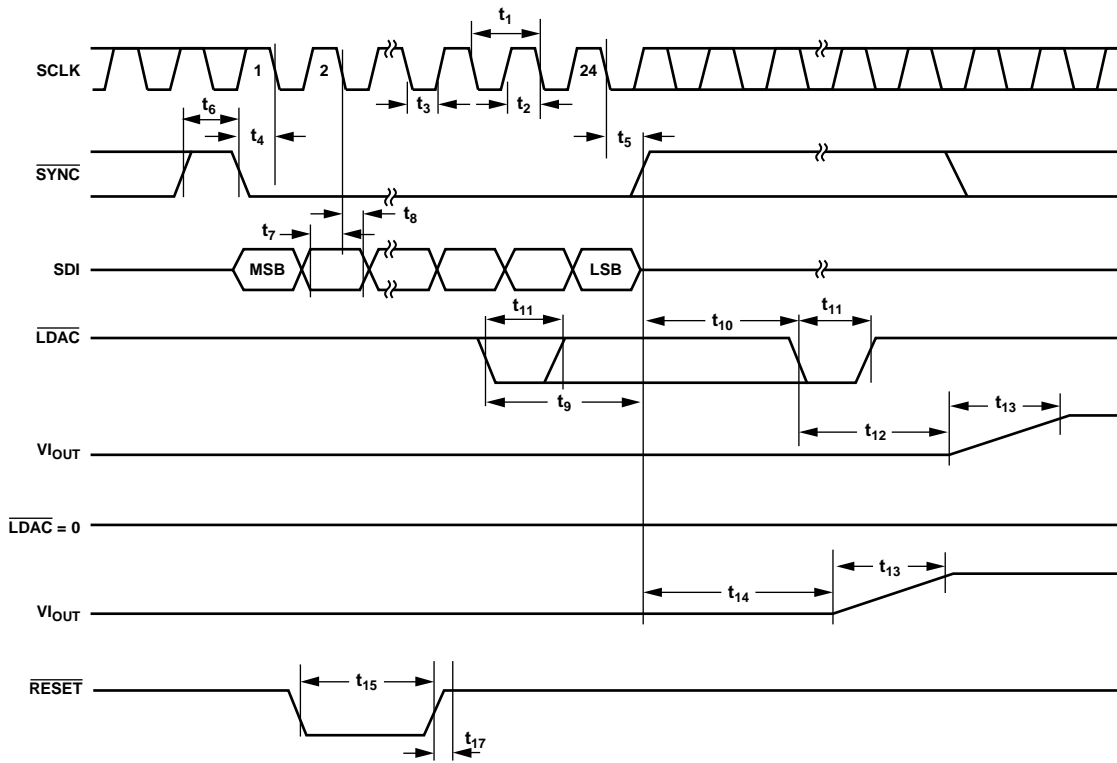 t1
SCLK
1
2
24
t3
t2
t6
t4
t5
SYNC
t7
t8
SDI
MSB
LSB
t11
t10
t11
LDAC
t9
t12
t13
VIOUT
LDAC = 0
t13
t14
VIOUT
RESET
t15
t17